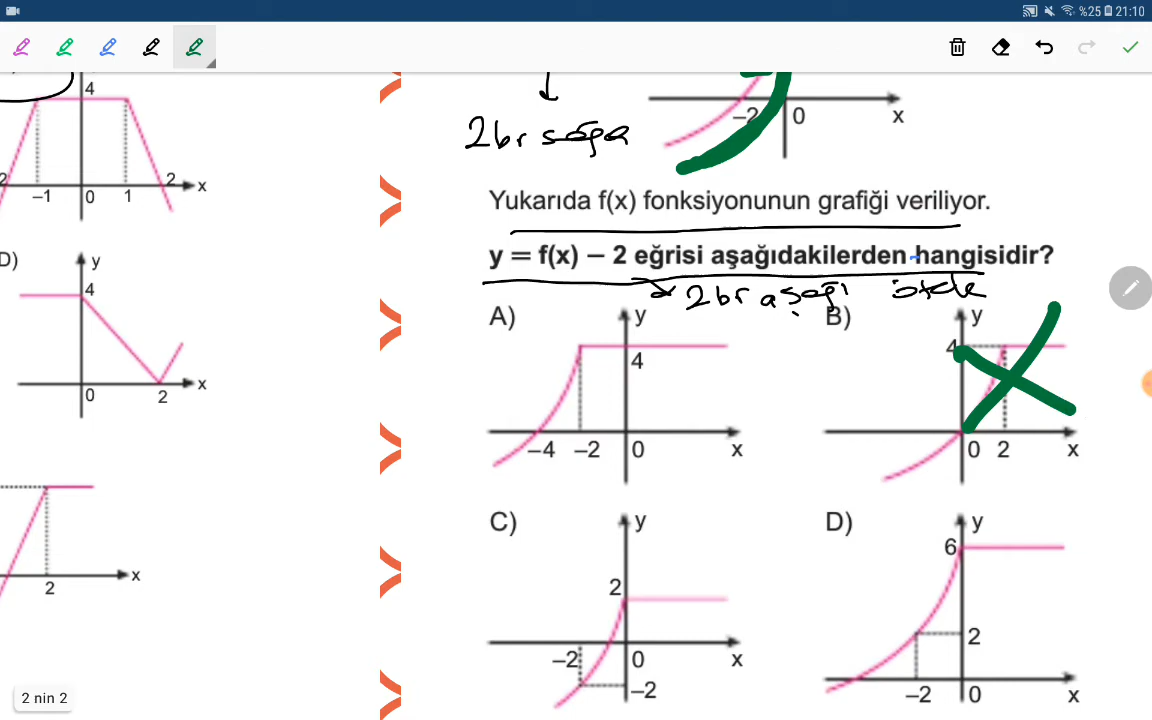 %25 21:10
4
2
–1 0 1 2 x
D) y
4
0 2 x
2 x
2 nin 2
2br sağa
–2 0 x
Yukarıda f(x) fonksiyonunun grafiği veriliyor.
y = f(x) – 2 eğrisi aşağıdakilerden hangisidir?
2br aşağı ötele
A) y
4
–4 –2 0 x
B) y
4
0 2 x
C) y
2
–2 0 x
–2
D) y
6
2
–2 0 x